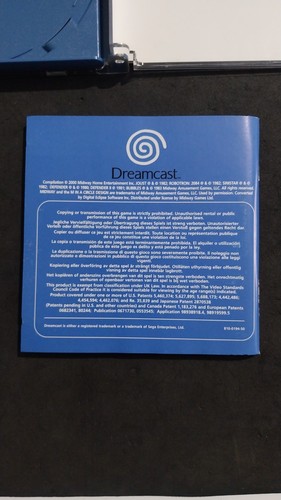 Dreamcast
Compilation ® 2000 Midway Home Entertainment Inc. JOUST ® & © 1982; ROBOTRON: 2084 ® & © 1982; SINISTAR ® & ©
1982; DEFENDER ® & © 1980; DEFENDER II ® 1981; BUBBLES ® & © 1982 Midway Amusement Games, LLC. All rights reserved.
MIDWAY and the M IN A CIRCLE DESIGN are trademarks of Midway Amusement Games, LLC. Used by permission. Converted
by Digital Eclipse Software Inc. Distributed under license by Midway Games Ltd.
Copying or transmission of this game is strictly prohibited. Unauthorized rental or public
performance of this game is a violation of applicable laws.
Jegliche Vervielfältigung oder Übertragung dieses Spiels ist streng verboten. Unautorisierter
Verleih oder öffentliche Vorführung dieses Spiels stellen einen Verstoß gegen geltendes Recht dar.
Copier ou diffuser ce jeu est strictement interdit. Toute location ou représentation publique
de ce jeu constitue une violation de la loi.
La copia o transmisión de este juego está terminantemente prohibida. El alquiler o utilización
pública de este juego es delito y está penado por la ley.
La duplicazione o la trasmissione di questo gioco è severamente proibita. Il noleggio non
autorizzato o dimostrazioni in pubblico di questo gioco costituiscono una violazione alle leggi
vigenti.
Kopiering eller överföring av detta spel är strängt förbjuden. Otillåten uthyrning eller offentlig
visning av detta spel innebär lagbrott.
Het kopiëren of anderszins overbrengen van dit spel is ten strengste verboden. Het onrechtmatig
verhuren of openbaar vertonen van dit spel is bij wet verboden.
This product is exempt from classification under UK Law. In accordance with The Video Standards
Council Code of Practice it is considered suitable for viewing by the age range(s) indicated.
Product covered under one or more of U.S. Patents 5,460,374; 5,627,895; 5,688,173; 4,442,486;
4,454,594; 4,462,076; and Re. 35,839 and Japanese Patent 2870538
(Patents pending in U.S. and other countries) and Canada Patent 1,183,276 and European Patents
0082341, 80244. Publication 0671730, 0553545; Application 98938918.4, 98919599.5
Dreamcast is either a registered trademark or a trademark of Sega Enterprises, Ltd.